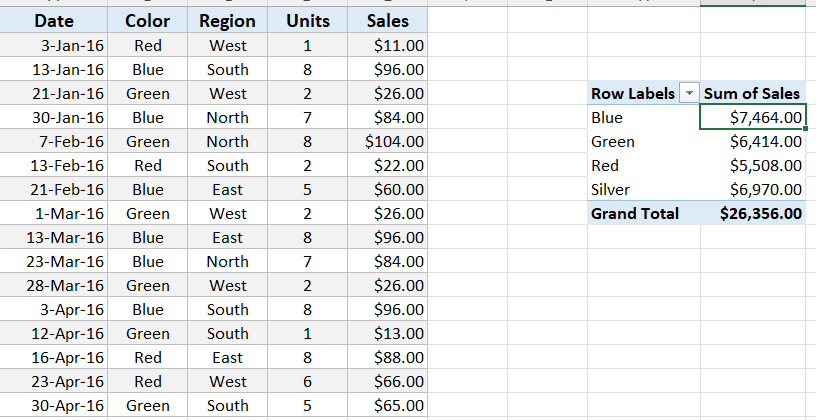 Date Color Region Units Sales
3-Jan-16 Red West 1 $11.00
13-Jan-16 Blue South 8 $96.00
21-Jan-16 Green West 2 $26.00
30-Jan-16 Blue North 7 $84.00
7-Feb-16 Green North 8 $104.00
13-Feb-16 Red South 2 $22.00
21-Feb-16 Blue East 5 $60.00
1-Mar-16 Green West 2 $26.00
13-Mar-16 Blue East 8 $96.00
23-Mar-16 Blue North 7 $84.00
28-Mar-16 Green West 2 $26.00
3-Apr-16 Blue South 8 $96.00
12-Apr-16 Green South 1 $13.00
16-Apr-16 Red East 8 $88.00
23-Apr-16 Red West 6 $66.00
30-Apr-16 Green South 5 $65.00
Row Labels Sum of Sales
Blue $7,464.00
Green $6,414.00
Red $5,508.00
Silver $6,970.00
Grand Total $26,356.00